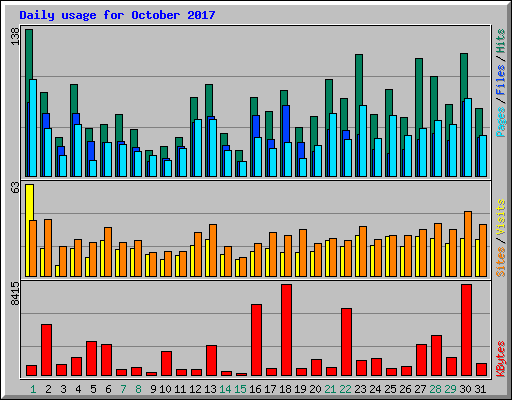 Daily usage for October 2017
138
Pages / Files / Hits
63
Sites / Visits
8415
KBytes
1 2 3 4 5 6 7 8 9 10 11 12 13 14 15 16 17 18 19 20 21 22 23 24 25 26 27 28 29 30 31